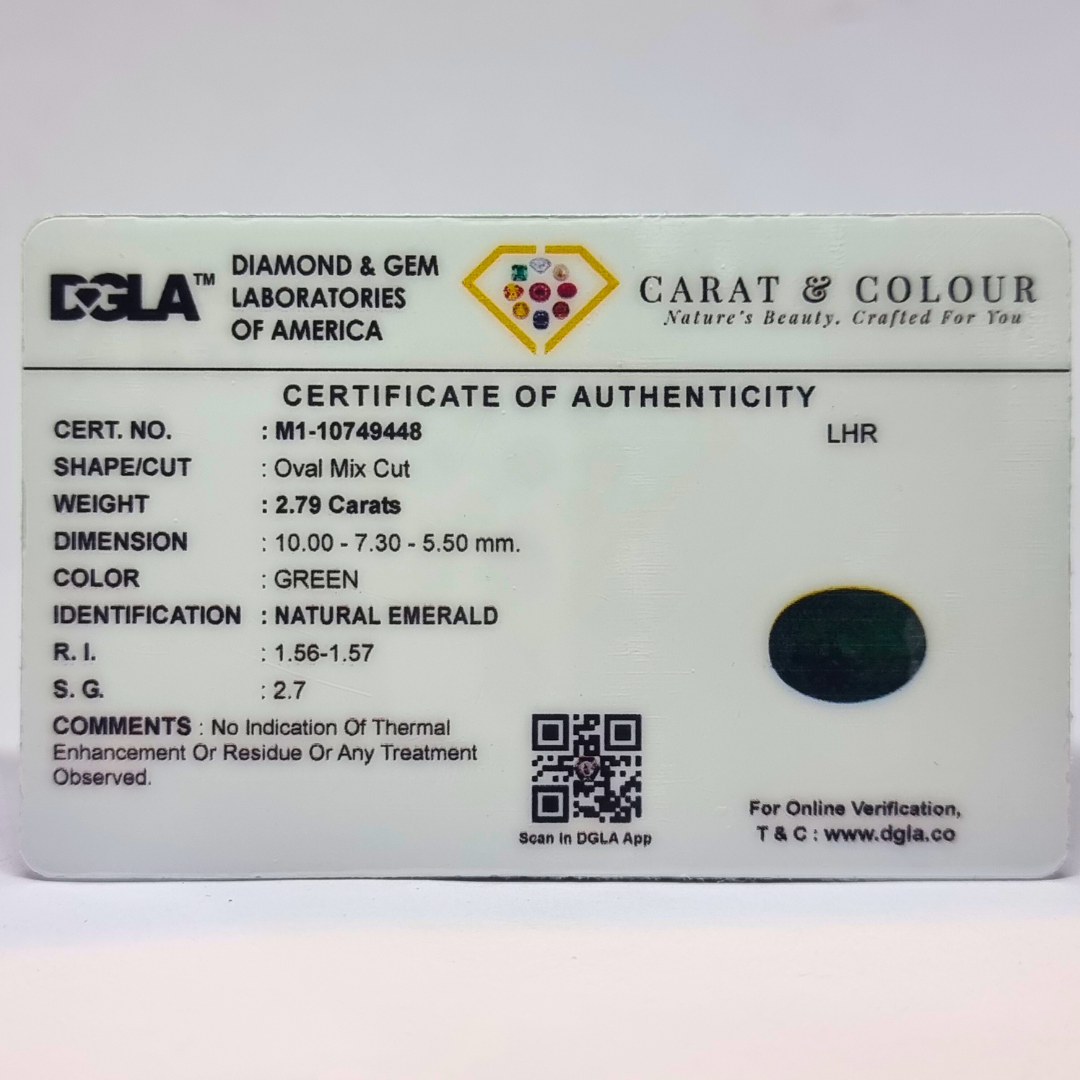 DGLA™
DIAMOND & GEM
LABORATORIES
OF AMERICA
CARAT & COLOUR
Nature's Beauty. Crafted For You
CERTIFICATE OF AUTHENTICITY
CERT. NO. : M1-10749448
LHR
SHAPE/CUT : Oval Mix Cut
WEIGHT : 2.79 Carats
DIMENSION : 10.00 - 7.30 - 5.50 mm.
COLOR : GREEN
IDENTIFICATION : NATURAL EMERALD
R. I. : 1.56-1.57
S. G. : 2.7
COMMENTS : No Indication Of Thermal
Enhancement Or Residue Or Any Treatment
Observed.
Scan In DGLA App
For Online Verification,
T & C : www.dgla.co